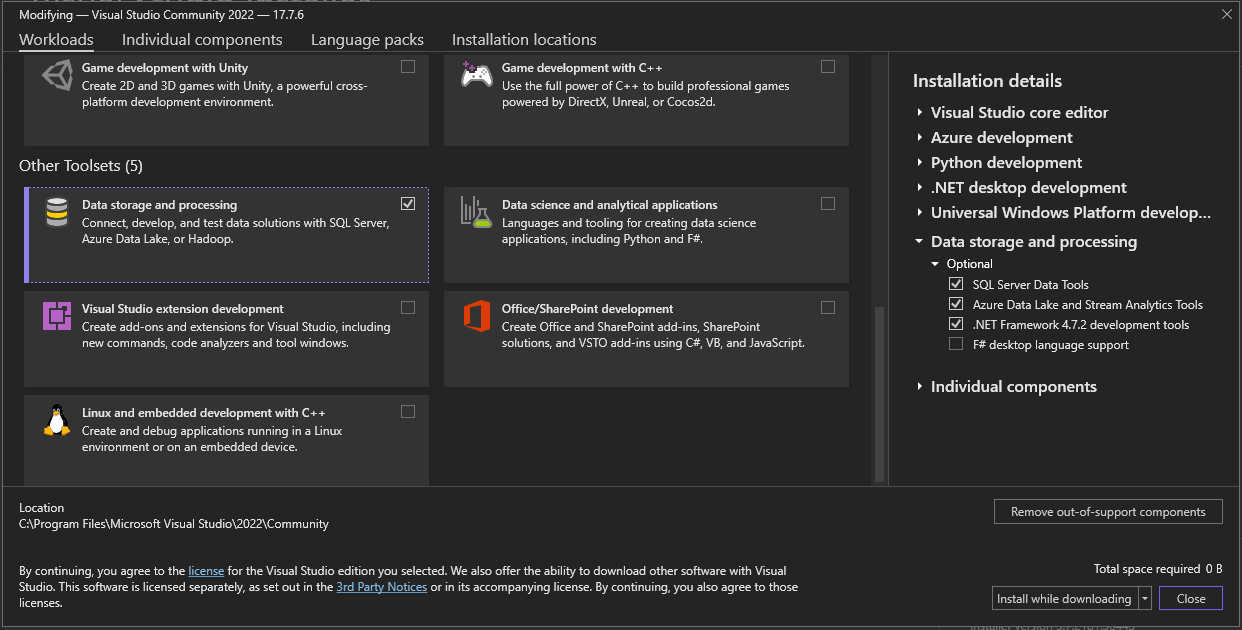 Modifying — Visual Studio Community 2022 — 17.7.6
Workloads Individual components Language packs Installation locations
Game development with Unity
Create 2D and 3D games with Unity, a powerful cross-
platform development environment.
Game development with C++
Use the full power of C++ to build professional games
powered by DirectX, Unreal, or Cocos2d.
Other Toolsets (5)
Data storage and processing
Connect, develop, and test data solutions with SQL Server,
Azure Data Lake, or Hadoop.
Data science and analytical applications
Languages and tooling for creating data science
applications, including Python and F#.
Visual Studio extension development
Create add-ons and extensions for Visual Studio, including
new commands, code analyzers and tool windows.
Office/SharePoint development
Create Office and SharePoint add-ins, SharePoint
solutions, and VSTO add-ins using C#, VB, and JavaScript.
Linux and embedded development with C++
Create and debug applications running in a Linux
environment or on an embedded device.
Installation details
Visual Studio core editor
Azure development
Python development
.NET desktop development
Universal Windows Platform develop...
Data storage and processing
Optional
SQL Server Data Tools
Azure Data Lake and Stream Analytics Tools
.NET Framework 4.7.2 development tools
F# desktop language support
Individual components
Location
C:\Program Files\Microsoft Visual Studio\2022\Community
Remove out-of-support components
By continuing, you agree to the license for the Visual Studio edition you selected. We also offer the ability to download other software with Visual
Studio. This software is licensed separately, as set out in the 3rd Party Notices or in its accompanying license. By continuing, you also agree to those
licenses.
Total space required 0 B
Install while downloading
Close